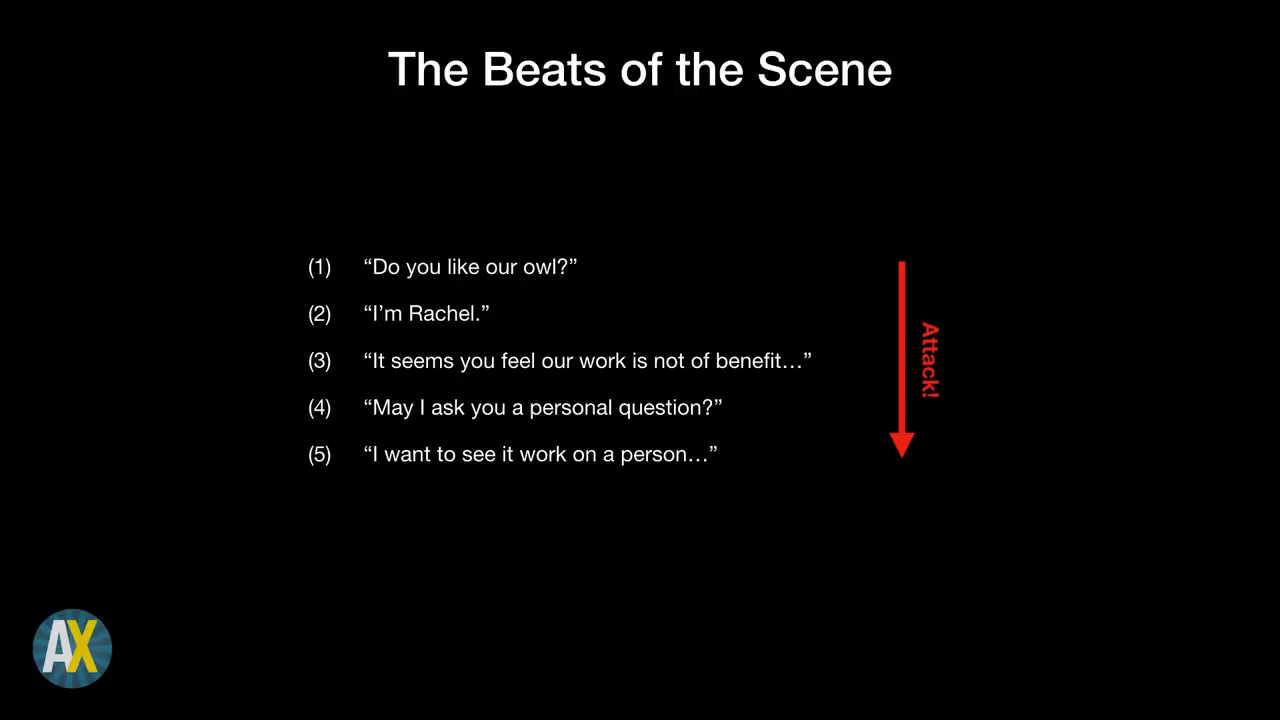 The Beats of the Scene
(1) “Do you like our owl?”
(2) “I’m Rachel.”
(3) “It seems you feel our work is not of benefit…”
(4) “May I ask you a personal question?”
(5) “I want to see it work on a person…”
Attack!
AX